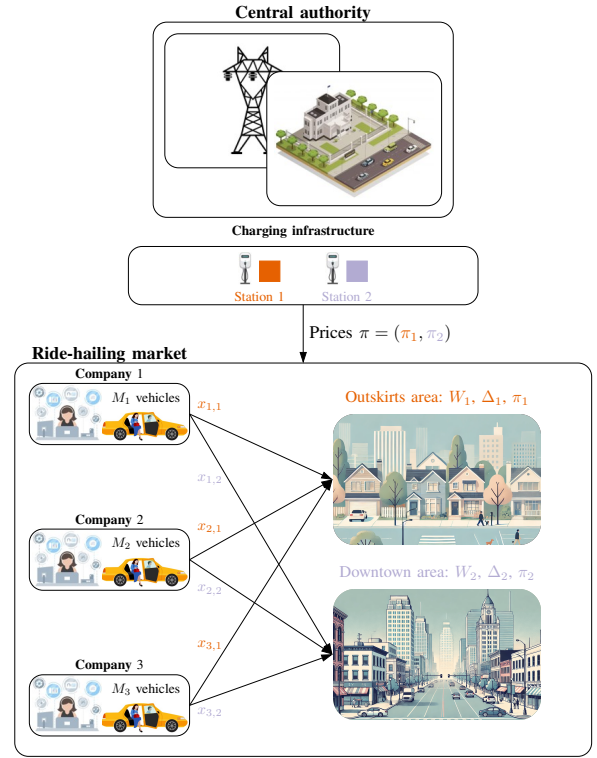 Central authority
Charging infrastructure
Station 1
Station 2
Prices π = (π₁, π₂)
Ride-hailing market
Company 1
M₁ vehicles
x₁,₁
Outskirts area: W₁, Δ₁, π₁
x₁,₂
Company 2
x₂,₁
M₂ vehicles
Downtown area: W₂, Δ₂, π₂
x₂,₂
x₃,₁
Company 3
M₃ vehicles
x₃,₂